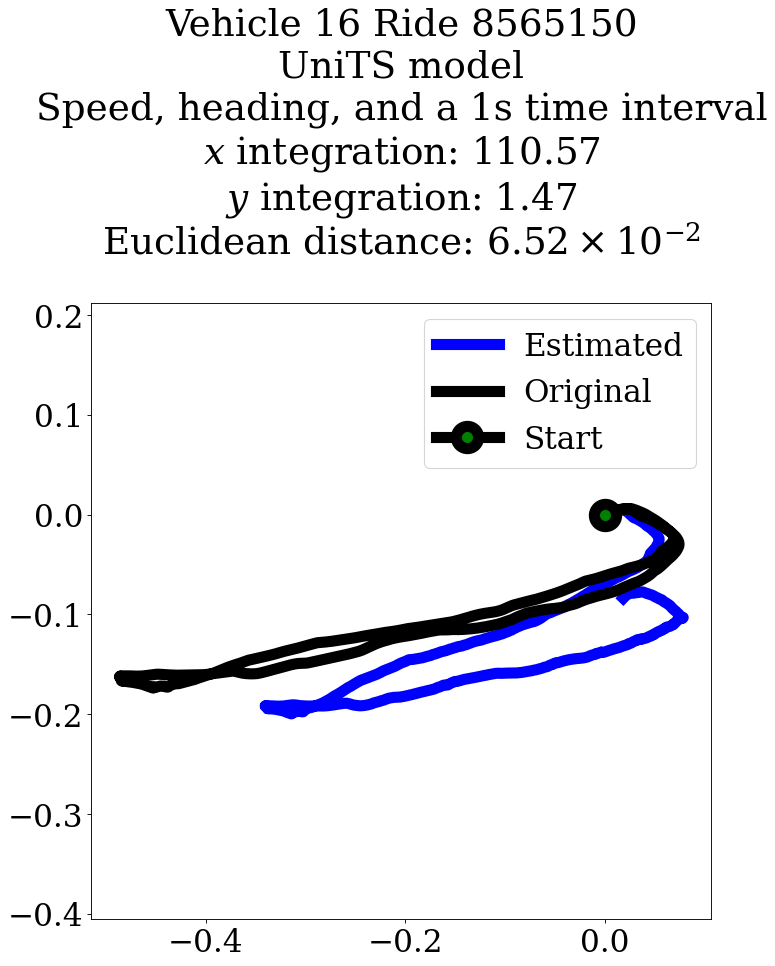 Vehicle 16 Ride 8565150
UniTS model
Speed, heading, and a 1s time interval
x integration: 110.57
y integration: 1.47
Euclidean distance: 6.52 × 10⁻²
Estimated
Original
Start
0.2
0.1
0.0
−0.1
−0.2
−0.3
−0.4
−0.4
−0.2
0.0